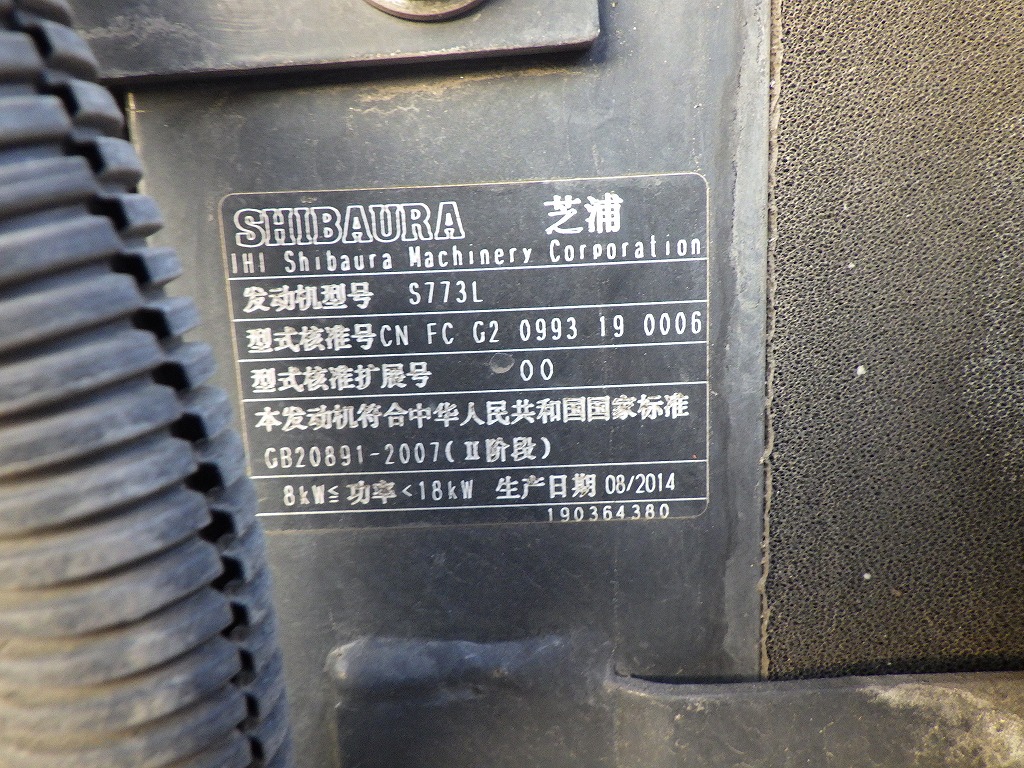 SHIBAURA 芝浦
IHI Shibaura Machinery Corporation
发动机型号 S773L
型式核准号CN FC G2 0993 19 0006
型式核准扩展号 00
本发动机符合中华人民共和国国家标准
GB20891-2007(Ⅱ阶段)
8kW≤功率<18kW 生产日期 08/2014
190364380